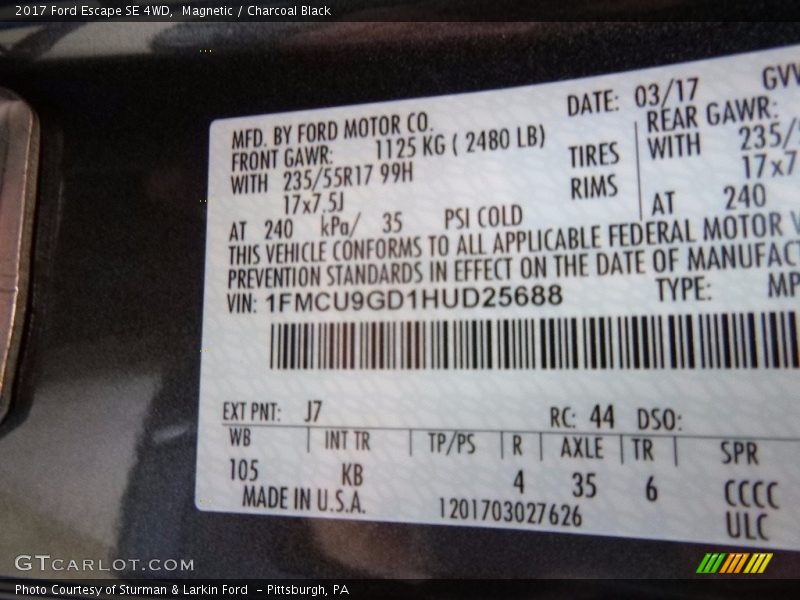 2017 Ford Escape SE 4WD, Magnetic / Charcoal Black
MFD. BY FORD MOTOR CO. DATE: 03/17 GVW
FRONT GAWR: 1125 KG ( 2480 LB) REAR GAWR:
WITH 235/55R17 99H TIRES WITH 235/
17x7.5J RIMS 17x7
AT 240 kPa/ 35 PSI COLD AT 240
THIS VEHICLE CONFORMS TO ALL APPLICABLE FEDERAL MOTOR V
PREVENTION STANDARDS IN EFFECT ON THE DATE OF MANUFACT
VIN: 1FMCU9GD1HUD25688 TYPE: MP
EXT PNT: J7 RC: 44 DSO:
WB INT TR TP/PS R AXLE TR SPR
105 KB 4 35 6 CCCC
MADE IN U.S.A. 1201703027626 ULC
GTcarlot.com
Photo Courtesy of Sturman & Larkin Ford - Pittsburgh, PA